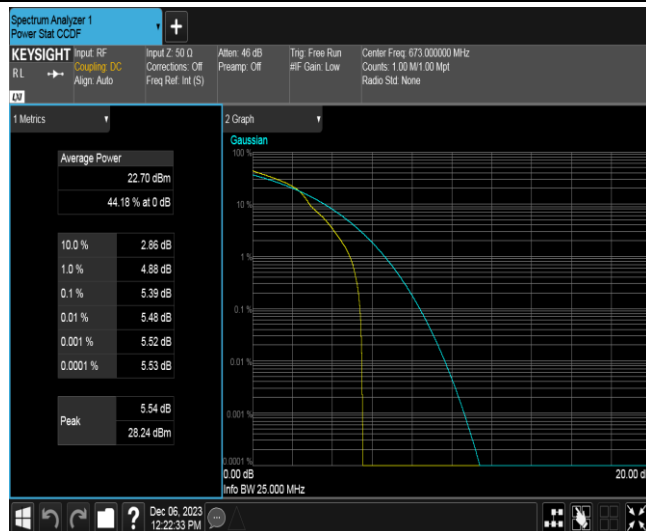 Spectrum Analyzer 1
Power Stat CCDF
+
KEYSIGHT
RL
Input: RF
Coupling: DC
Align: Auto
Input Z: 50 Ω
Corrections: Off
Freq Ref: Int (S)
Atten: 46 dB
Preamp: Off
Trig: Free Run
#IF Gain: Low
Center Freq: 673.000000 MHz
Counts: 1.00 M/1.00 Mpt
Radio Std: None
1 Metrics
Average Power
22.70 dBm
44.18 % at 0 dB
10.0 % 2.86 dB
1.0 % 4.88 dB
0.1 % 5.39 dB
0.01 % 5.48 dB
0.001 % 5.52 dB
0.0001 % 5.53 dB
Peak
5.54 dB
28.24 dBm
2 Graph
Gaussian
100 %
10 %
1 %
0.1 %
0.01 %
0.001 %
0.0001 %
0.00 dB
20.00 d
Info BW 25.000 MHz
?
Dec 06, 2023
12:22:33 PM